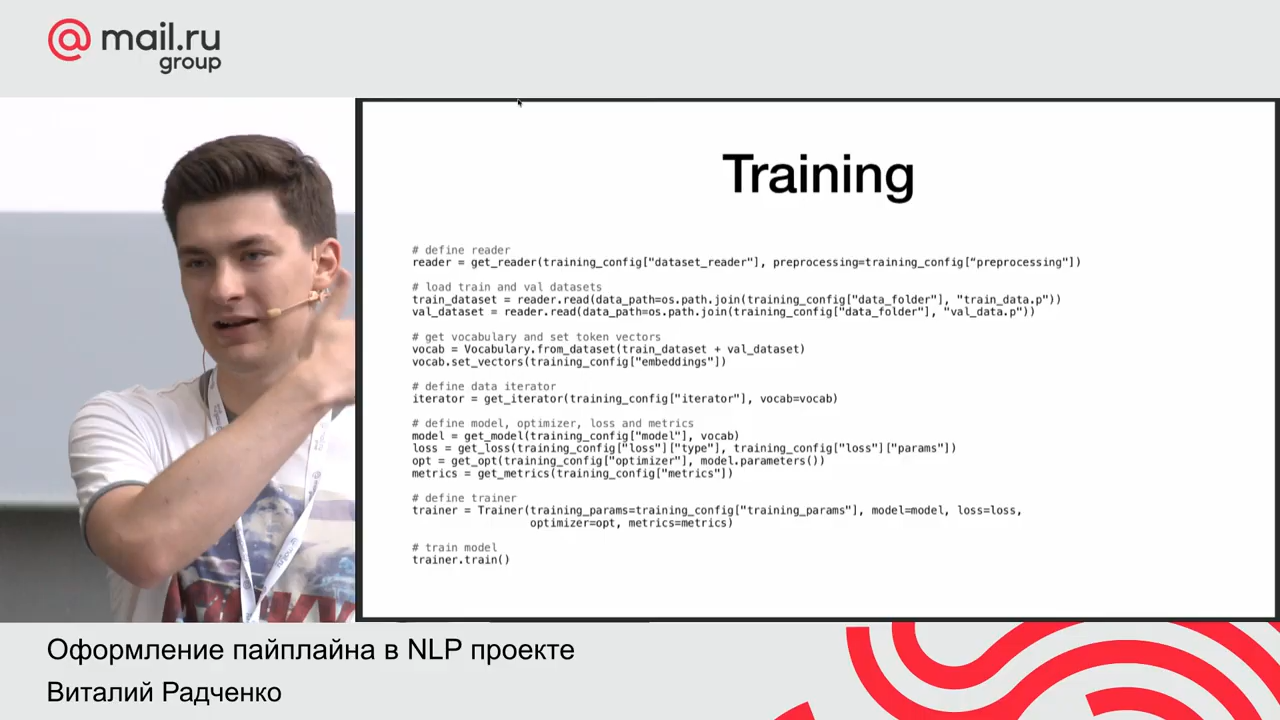 mail.ru
group
Training
# define reader
reader = get_reader(training_config["dataset_reader"], preprocessing=training_config[“preprocessing"])
# load train and val datasets
train_dataset = reader.read(data_path=os.path.join(training_config["data_folder"], "train_data.p"))
val_dataset = reader.read(data_path=os.path.join(training_config["data_folder"], "val_data.p"))
# get vocabulary and set token vectors
vocab = Vocabulary.from_dataset(train_dataset + val_dataset)
vocab.set_vectors(training_config["embeddings"])
# define data iterator
iterator = get_iterator(training_config["iterator"], vocab=vocab)
# define model, optimizer, loss and metrics
model = get_model(training_config["model"], vocab)
loss = get_loss(training_config["loss"]["type"], training_config["loss"]["params"])
opt = get_opt(training_config["optimizer"], model.parameters())
metrics = get_metrics(training_config["metrics"])
# define trainer
trainer = Trainer(training_params=training_config["training_params"], model=model, loss=loss,
optimizer=opt, metrics=metrics)
# train model
trainer.train()
Оформление пайплайна в NLP проекте
Виталий Радченко